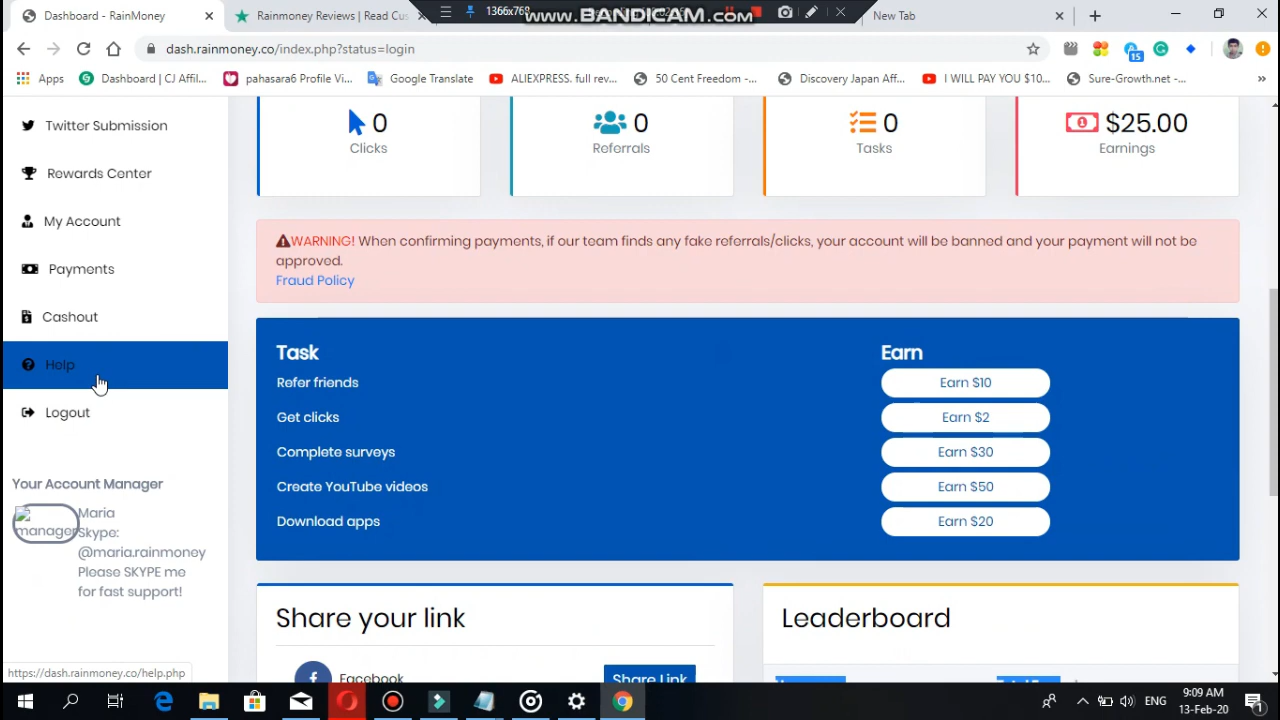 Dashboard - RainMoney
Rainmoney Reviews | Read Cus
1366x768
www.BANDICAM.com
New Tab
dash.rainmoney.co/index.php?status=login
15
Apps
Dashboard | CJ Affil...
pahasara6 Profile Vi...
Google Translate
ALIEXPRESS. full rev...
50 Cent Freedom -...
Discovery Japan Aff...
I WILL PAY YOU $10...
Sure-Growth.net -...
Twitter Submission
Rewards Center
My Account
Payments
Cashout
Help
Logout
Your Account Manager
manager
Maria
Skype:
@maria.rainmoney
Please SKYPE me
for fast support!
https://dash.rainmoney.co/help.php
0
Clicks
0
Referrals
0
Tasks
$25.00
Earnings
WARNING! When confirming payments, if our team finds any fake referrals/clicks, your account will be banned and your payment will not be
approved.
Fraud Policy
Task
Earn
Refer friends
Earn $10
Get clicks
Earn $2
Complete surveys
Earn $30
Create YouTube videos
Earn $50
Download apps
Earn $20
Share your link
Facebook
Share Link
Leaderboard
ENG
9:09 AM
13-Feb-20
1